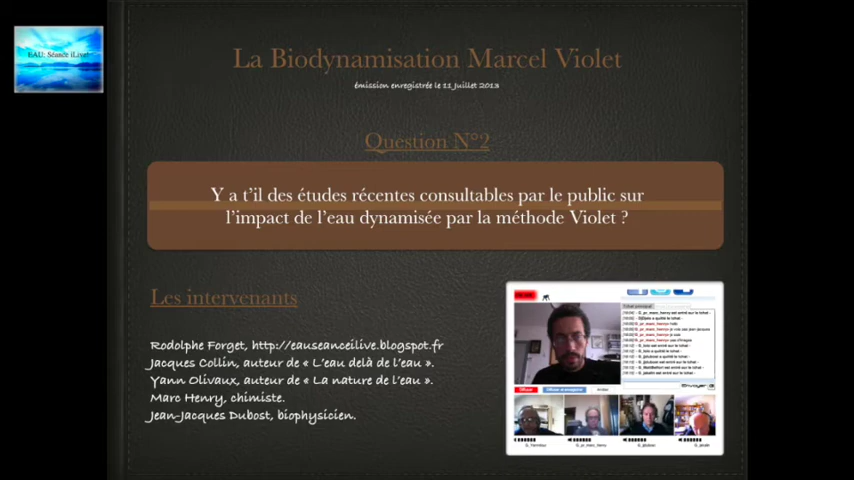 EAU: Séance iLive!
La Biodynamisation Marcel Violet
émission enregistrée le 11 Juillet 2013
Question N°2
Y a t'il des études récentes consultables par le public sur
l'impact de l'eau dynamisée par la méthode Violet ?
Les intervenants
Rodolphe Forget, http://eauseanceilive.blogspot.fr
Jacques Collin, auteur de « L'eau delà de l'eau ».
Yann Olivaux, auteur de « La nature de l'eau ».
Marc Henry, chimiste.
Jean-Jacques Dubost, biophysicien.
Envoyer